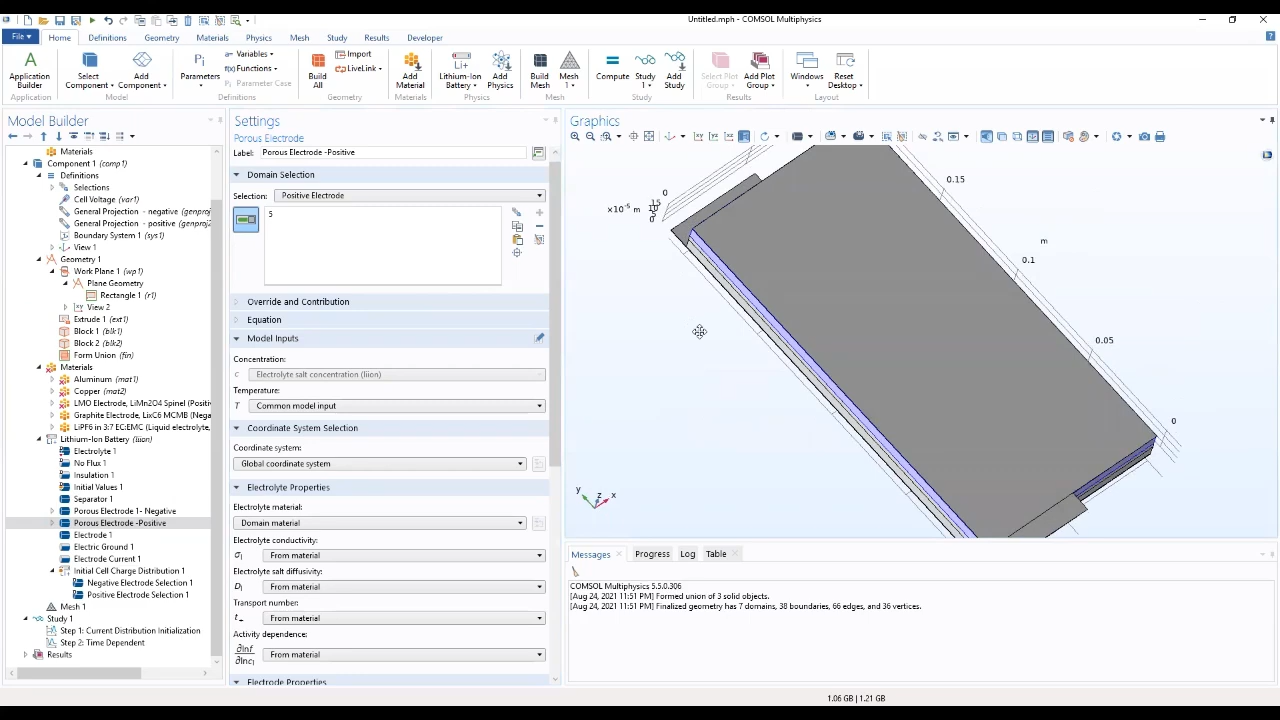 Untitled.mph - COMSOL Multiphysics
File
Home
Definitions
Geometry
Materials
Physics
Mesh
Study
Results
Developer
Application Builder
Application
Select Component
Add Component
Model
Parameters
a= Variables
f(x) Functions
Pi Parameter Case
Definitions
Build All
Import
LiveLink
Geometry
Add Material
Materials
Lithium-Ion Battery
Add Physics
Physics
Build Mesh
Mesh 1
Mesh
Compute
Study 1
Add Study
Study
Select Plot Group
Add Plot Group
Results
Windows
Reset Desktop
Layout
Model Builder
Materials
Component 1 (comp1)
Definitions
Selections
Cell Voltage (var1)
General Projection - negative (genproj
General Projection - positive (genproj2
Boundary System 1 (sys1)
View 1
Geometry 1
Work Plane 1 (wp1)
Plane Geometry
Rectangle 1 (r1)
View 2
Extrude 1 (ext1)
Block 1 (blk1)
Block 2 (blk2)
Form Union (fin)
Materials
Aluminum (mat1)
Copper (mat2)
LMO Electrode, LiMn2O4 Spinel (Positiv
Graphite Electrode, LixC6 MCMB (Nega
LiPF6 in 3:7 EC:EMC (Liquid electrolyte,
Lithium-Ion Battery (liion)
Electrolyte 1
No Flux 1
Insulation 1
Initial Values 1
Separator 1
Porous Electrode 1- Negative
Porous Electrode -Positive
Electrode 1
Electric Ground 1
Electrode Current 1
Initial Cell Charge Distribution 1
Negative Electrode Selection 1
Positive Electrode Selection 1
Mesh 1
Study 1
Step 1: Current Distribution Initialization
Step 2: Time Dependent
Results
Settings
Porous Electrode
Label: Porous Electrode -Positive
Domain Selection
Selection: Positive Electrode
5
Override and Contribution
Equation
Model Inputs
Concentration:
c Electrolyte salt concentration (liion)
Temperature:
T Common model input
Coordinate System Selection
Coordinate system:
Global coordinate system
Electrolyte Properties
Electrolyte material:
Domain material
Electrolyte conductivity:
σl From material
Electrolyte salt diffusivity:
Dl From material
Transport number:
t+ From material
Activity dependence:
∂lnf
∂lncl From material
Electrode Properties
Graphics
0
×10-5 m
15
10
5
0
0.15
m
0.1
0.05
0
y z x
Messages
Progress
Log
Table
COMSOL Multiphysics 5.5.0.306
[Aug 24, 2021 11:51 PM] Formed union of 3 solid objects.
[Aug 24, 2021 11:51 PM] Finalized geometry has 7 domains, 38 boundaries, 66 edges, and 36 vertices.
1.06 GB | 1.21 GB